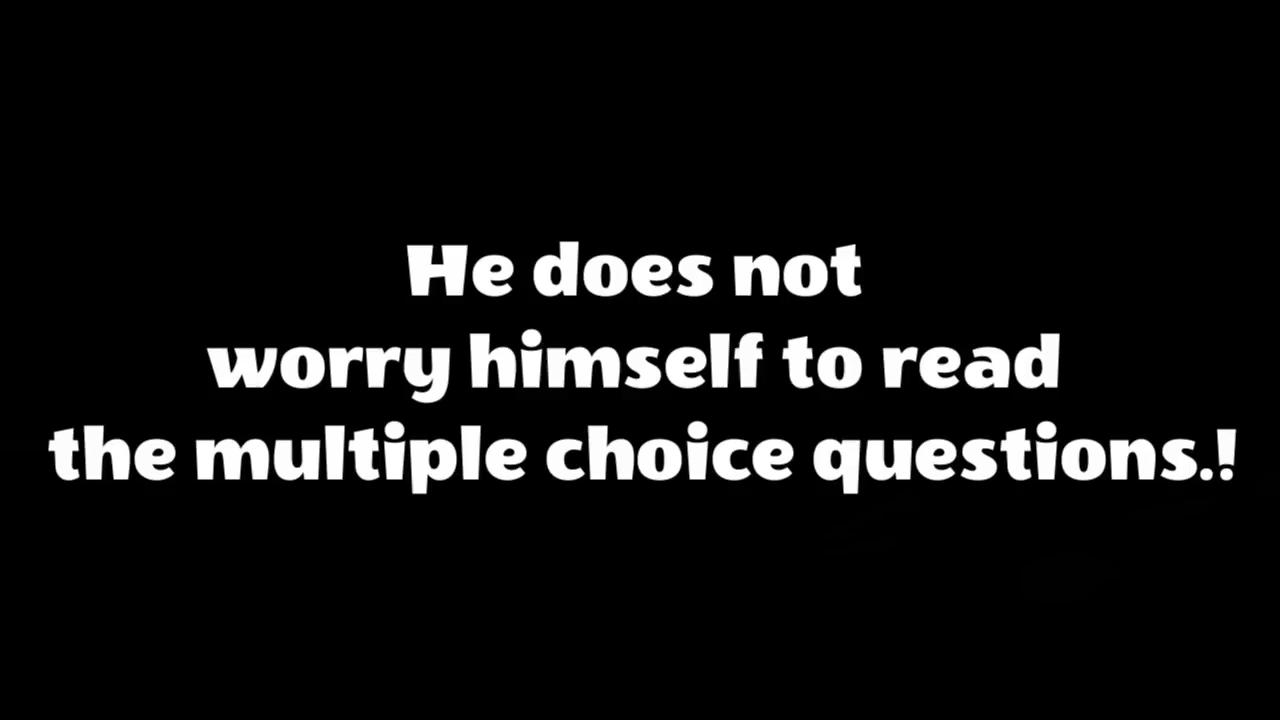 He does not
worry himself to read
the multiple choice questions.!